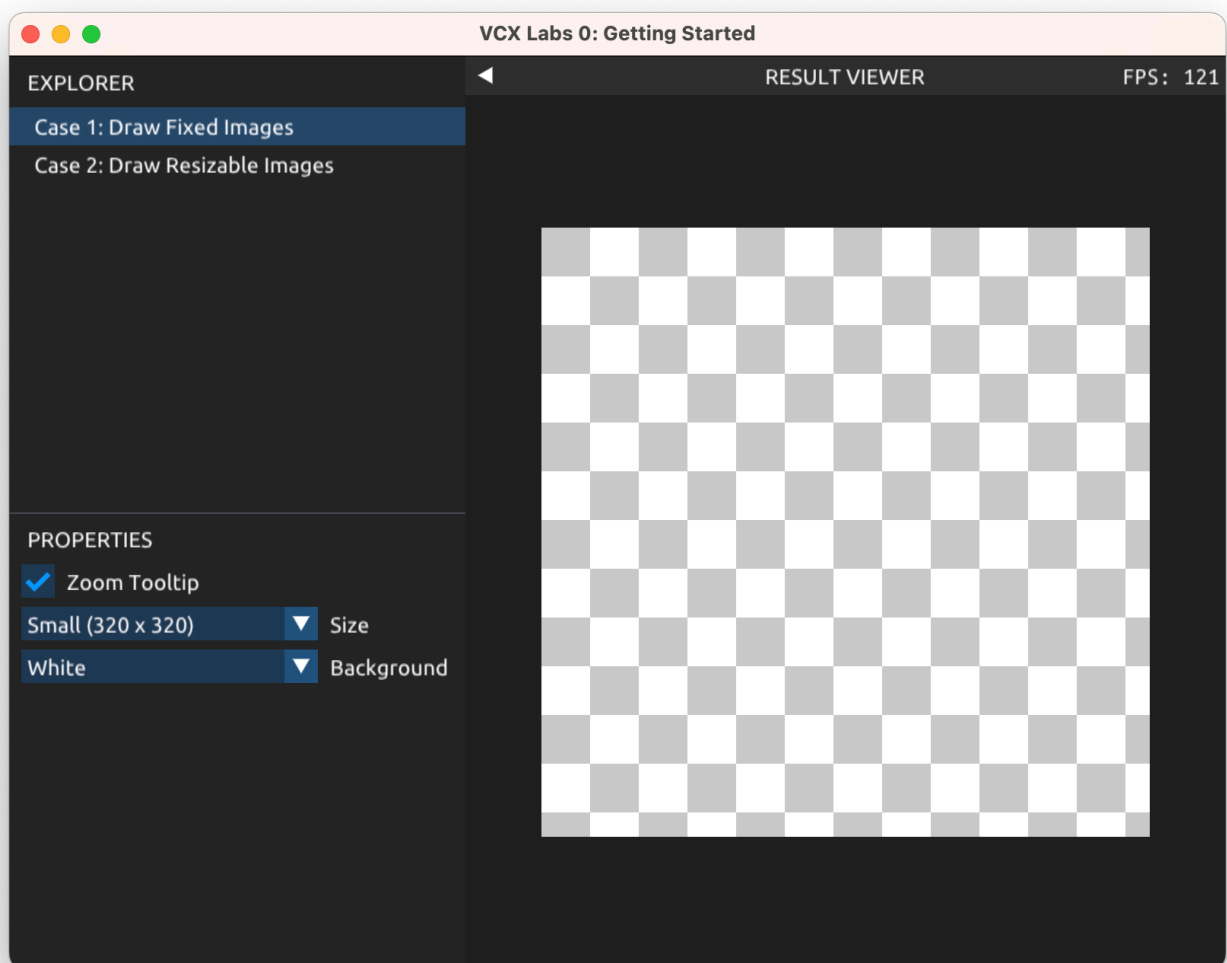 VCX Labs 0: Getting Started
EXPLORER
Case 1: Draw Fixed Images
Case 2: Draw Resizable Images
PROPERTIES
Zoom Tooltip
Small (320 x 320) Size
White Background
RESULT VIEWER FPS: 121